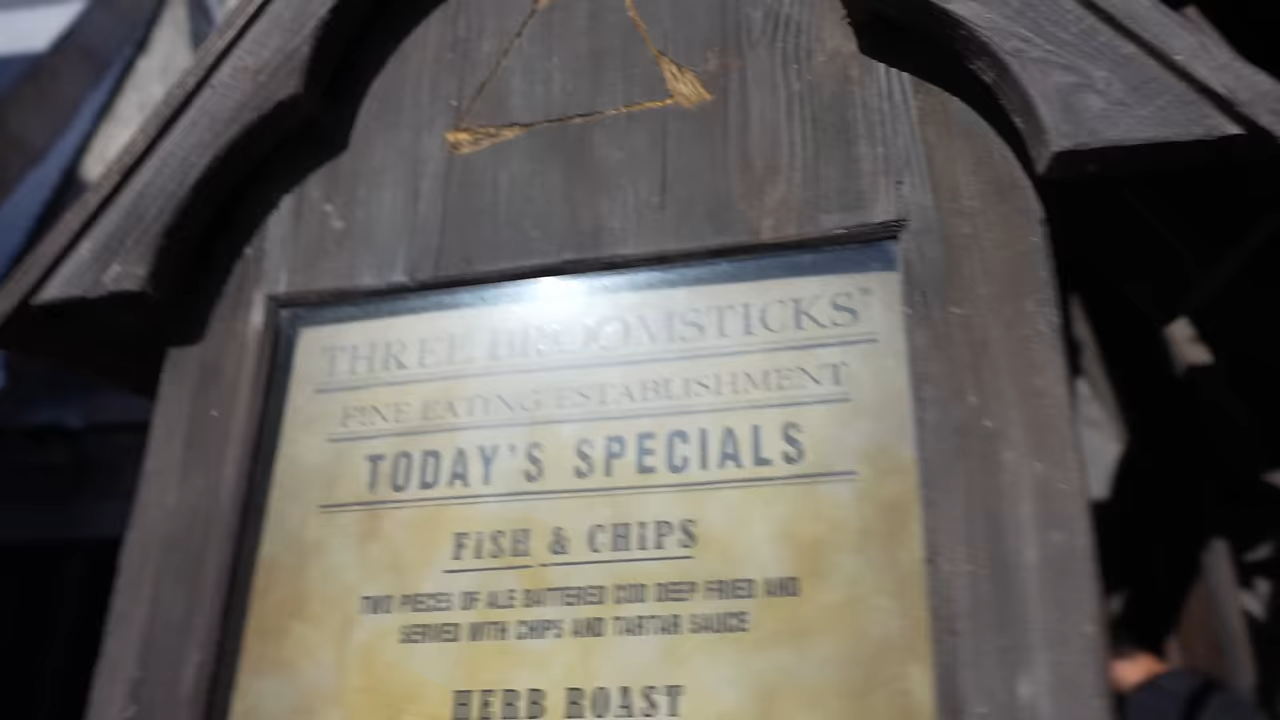 THREE BROOMSTICKS™
FINE EATING ESTABLISHMENT
TODAY'S SPECIALS
FISH & CHIPS
TWO PIECES OF ALE BATTERED COD DEEP FRIED AND
SERVED WITH CHIPS AND TARTAR SAUCE
HERB ROAST